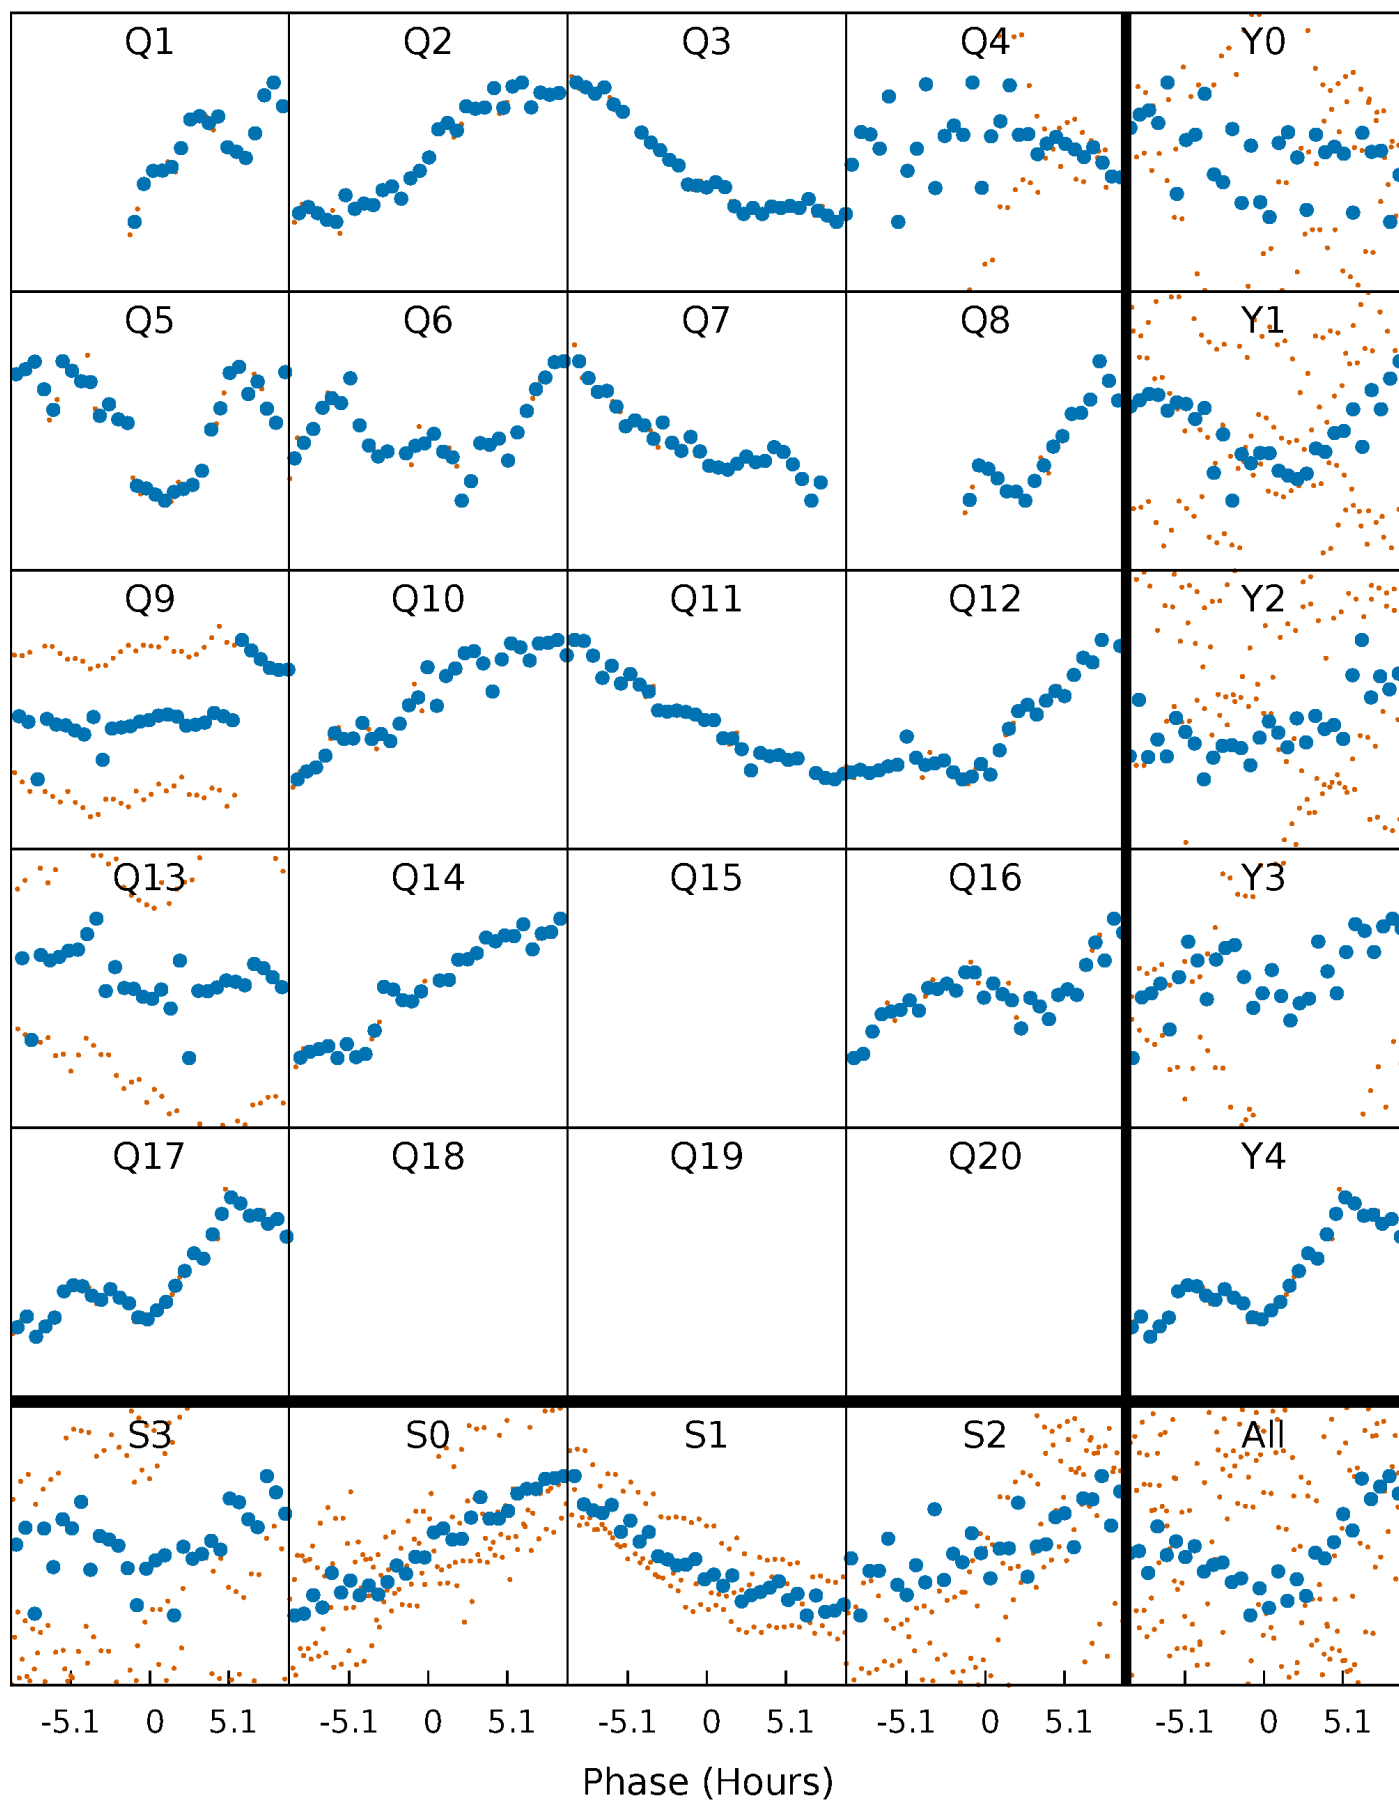 Q1 Q2 Q3 Q4 Y0
Q5 Q6 Q7 Q8 Y1
Q9 Q10 Q11 Q12 Y2
Q13 Q14 Q15 Q16 Y3
Q17 Q18 Q19 Q20 Y4
S3 S0 S1 S2 All
-5.1 0 5.1 -5.1 0 5.1 -5.1 0 5.1 -5.1 0 5.1 -5.1 0 5.1
Phase (Hours)